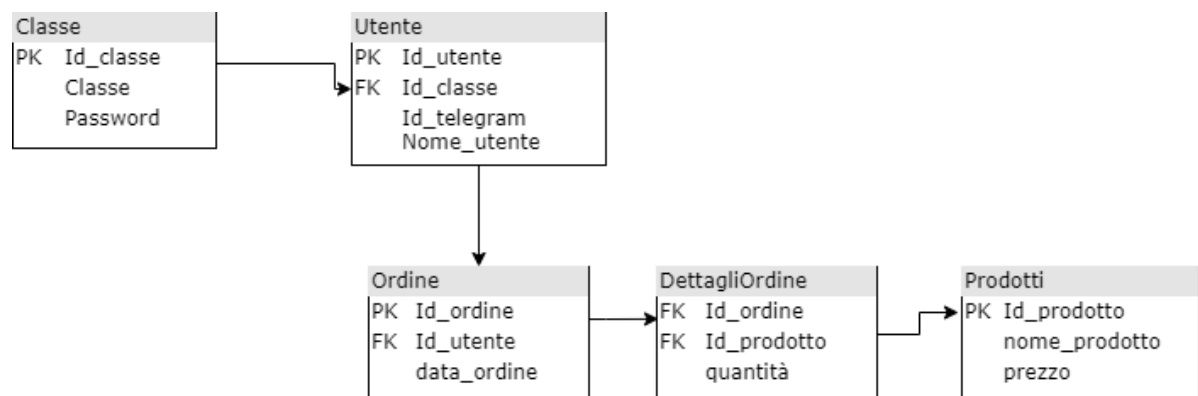 Classe
PK Id_classe
Classe
Password
Utente
PK Id_utente
FK Id_classe
Id_telegram
Nome_utente
Ordine
PK Id_ordine
FK Id_utente
data_ordine
DettagliOrdine
FK Id_ordine
FK Id_prodotto
quantità
Prodotti
PK Id_prodotto
nome_prodotto
prezzo